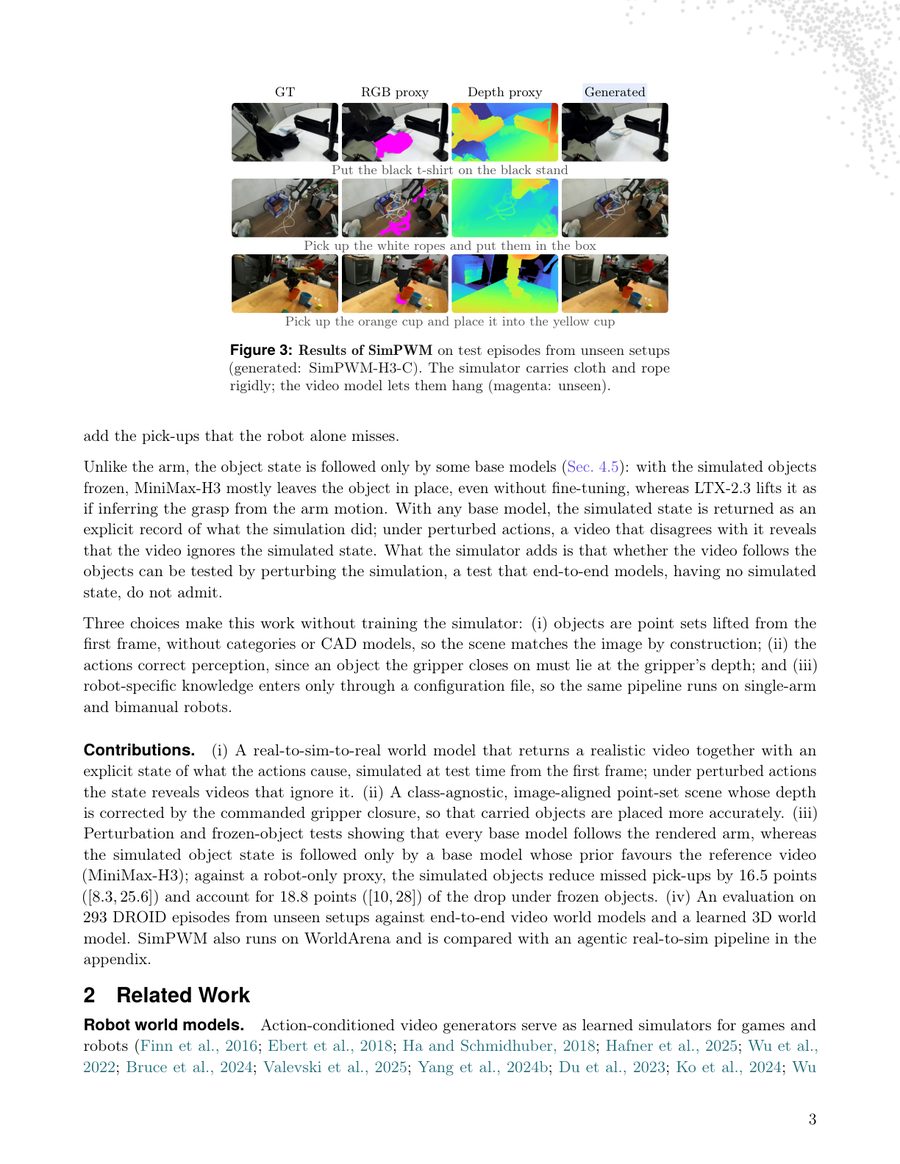 GT RGB proxy Depth proxy Generated
Put the black t-shirt on the black stand
Pick up the white ropes and put them in the box
Pick up the orange cup and place it into the yellow cup
Figure 3: Results of SimPWM on test episodes from unseen setups
(generated: SimPWM-H3-C). The simulator carries cloth and rope
rigidly; the video model lets them hang (magenta: unseen).
add the pick-ups that the robot alone misses.
Unlike the arm, the object state is followed only by some base models (Sec. 4.5): with the simulated objects
frozen, MiniMax-H3 mostly leaves the object in place, even without fine-tuning, whereas LTX-2.3 lifts it as
if inferring the grasp from the arm motion. With any base model, the simulated state is returned as an
explicit record of what the simulation did; under perturbed actions, a video that disagrees with it reveals
that the video ignores the simulated state. What the simulator adds is that whether the video follows the
objects can be tested by perturbing the simulation, a test that end-to-end models, having no simulated
state, do not admit.
Three choices make this work without training the simulator: (i) objects are point sets lifted from the
first frame, without categories or CAD models, so the scene matches the image by construction; (ii) the
actions correct perception, since an object the gripper closes on must lie at the gripper's depth; and (iii)
robot-specific knowledge enters only through a configuration file, so the same pipeline runs on single-arm
and bimanual robots.
Contributions. (i) A real-to-sim-to-real world model that returns a realistic video together with an
explicit state of what the actions cause, simulated at test time from the first frame; under perturbed actions
the state reveals videos that ignore it. (ii) A class-agnostic, image-aligned point-set scene whose depth
is corrected by the commanded gripper closure, so that carried objects are placed more accurately. (iii)
Perturbation and frozen-object tests showing that every base model follows the rendered arm, whereas
the simulated object state is followed only by a base model whose prior favours the reference video
(MiniMax-H3); against a robot-only proxy, the simulated objects reduce missed pick-ups by 16.5 points
([8.3, 25.6]) and account for 18.8 points ([10, 28]) of the drop under frozen objects. (iv) An evaluation on
293 DROID episodes from unseen setups against end-to-end video world models and a learned 3D world
model. SimPWM also runs on WorldArena and is compared with an agentic real-to-sim pipeline in the
appendix.
2 Related Work
Robot world models. Action-conditioned video generators serve as learned simulators for games and
robots (Finn et al., 2016; Ebert et al., 2018; Ha and Schmidhuber, 2018; Hafner et al., 2025; Wu et al.,
2022; Bruce et al., 2024; Valevski et al., 2025; Yang et al., 2024b; Du et al., 2023; Ko et al., 2024; Wu
3